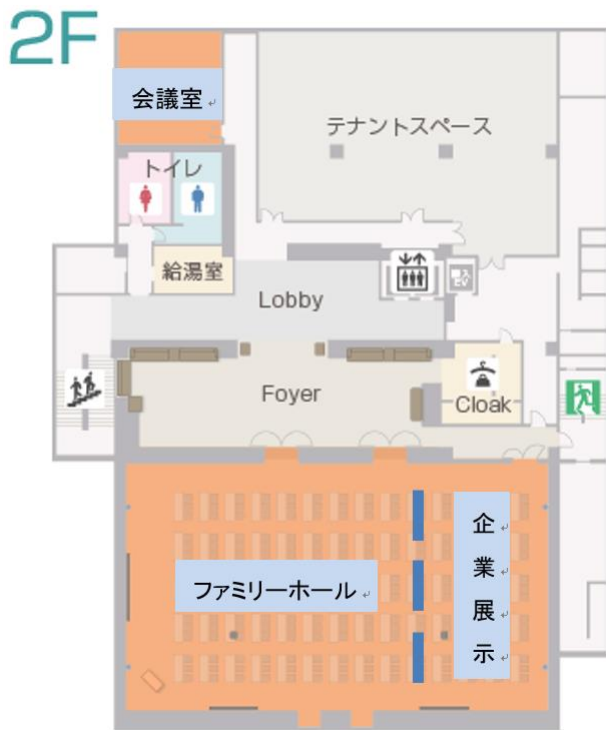 2F
会議室
テナントスペース
トイレ
給湯室
Lobby
Foyer
Cloak
ファミリーホール
企業展示